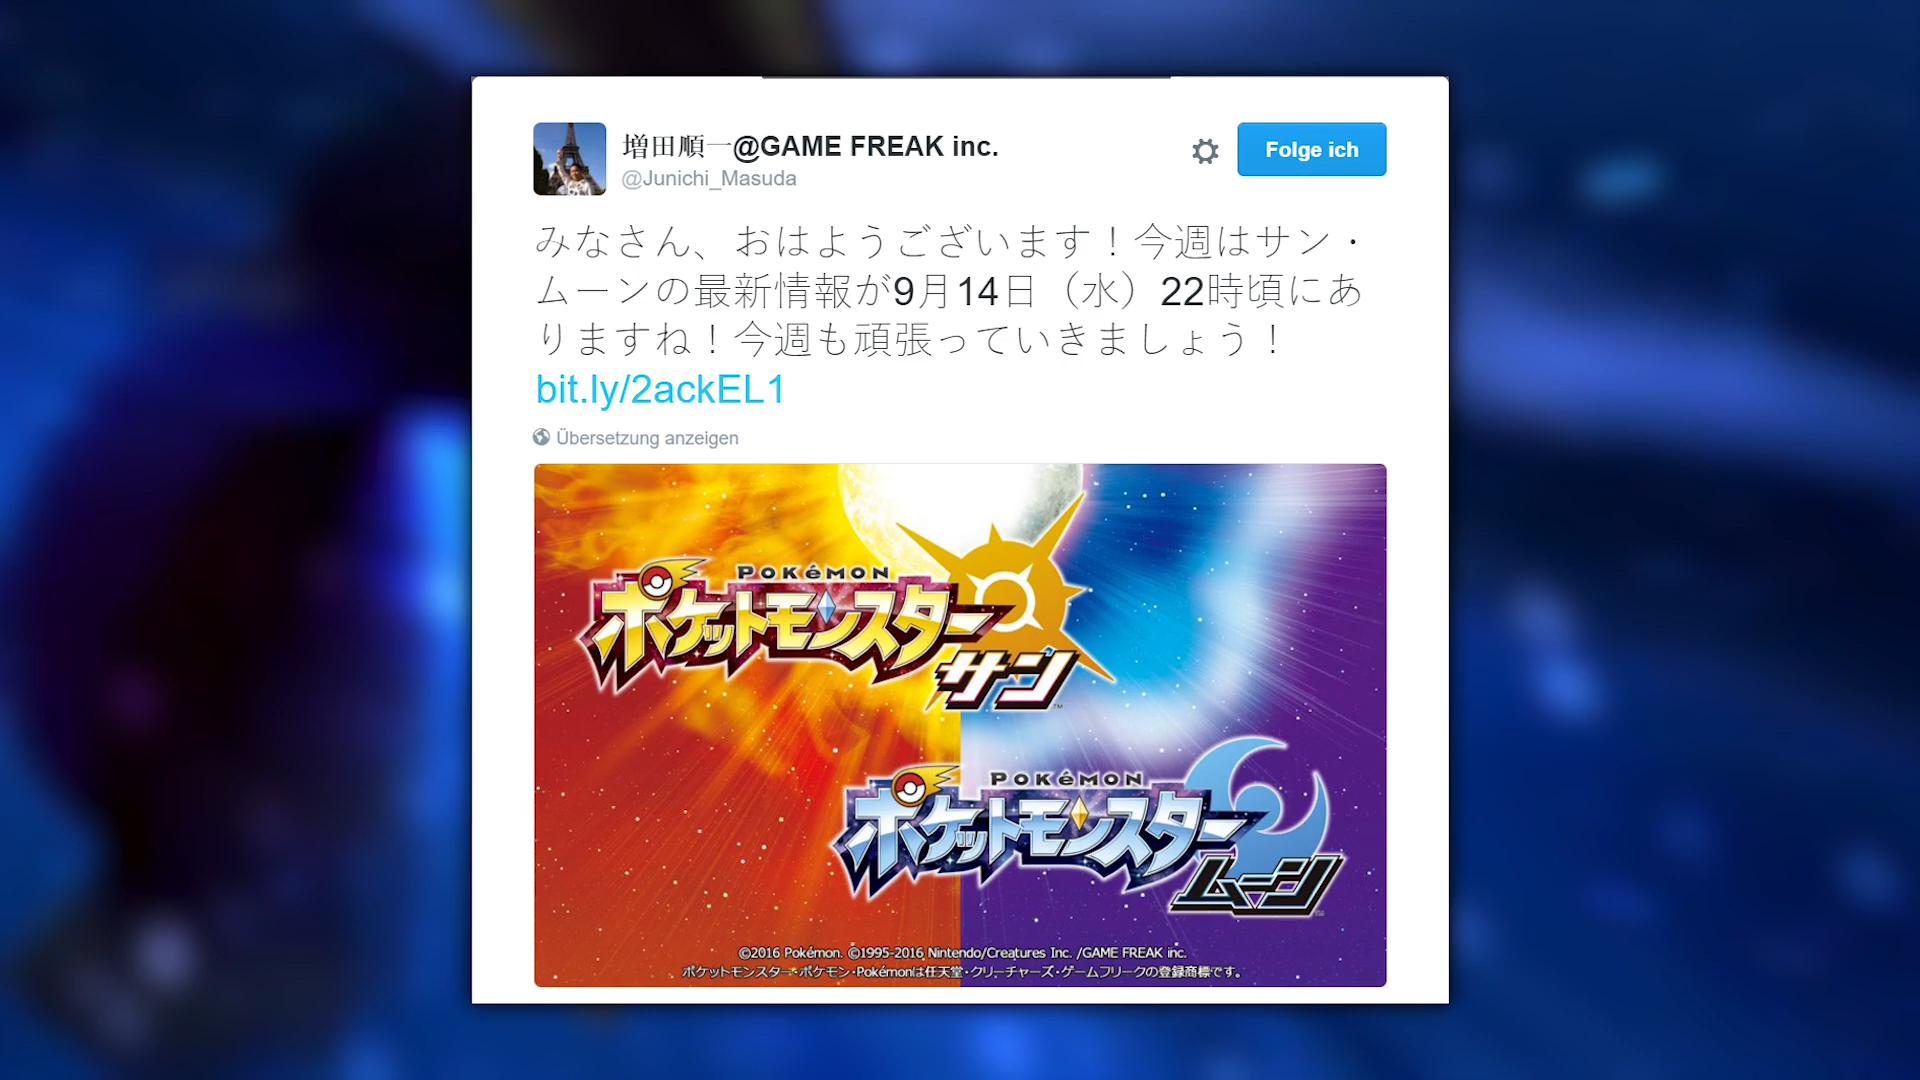 増田順一@GAME FREAK inc.
@Junichi_Masuda
Folge ich
みなさん、おはようございます！今週はサン・
ムーンの最新情報が9月14日（水）22時頃にあ
りますね！今週も頑張っていきましょう！
bit.ly/2ackEL1
Übersetzung anzeigen
POKéMON
ポケットモンスター
サン
POKéMON
ポケットモンスター
ムーン
©2016 Pokémon. ©1995-2016 Nintendo/Creatures Inc. /GAME FREAK inc.
ポケットモンスター・ポケモン・Pokémonは任天堂・クリーチャーズ・ゲームフリークの登録商標です。